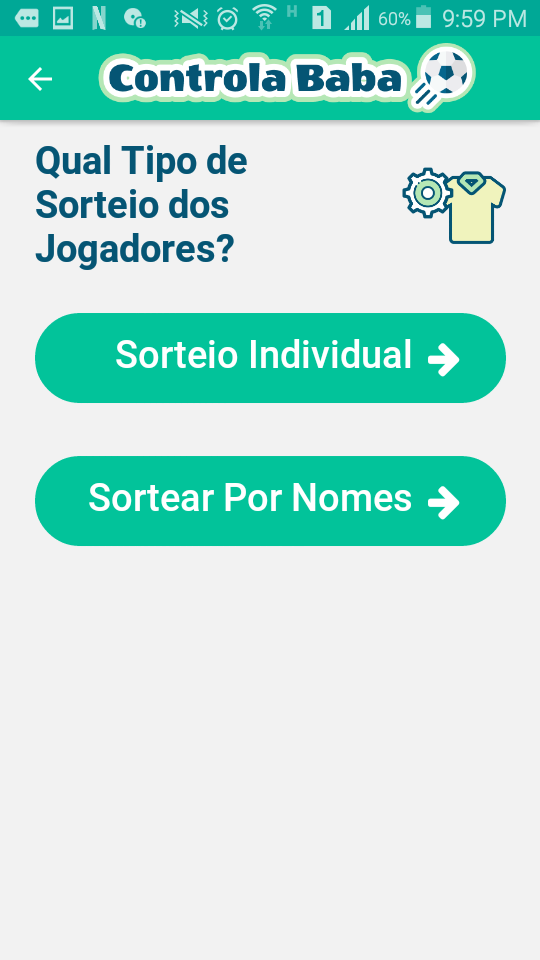 N H 1 60% 9:59 PM
Controla Baba
Qual Tipo de
Sorteio dos
Jogadores?
Sorteio Individual
Sortear Por Nomes